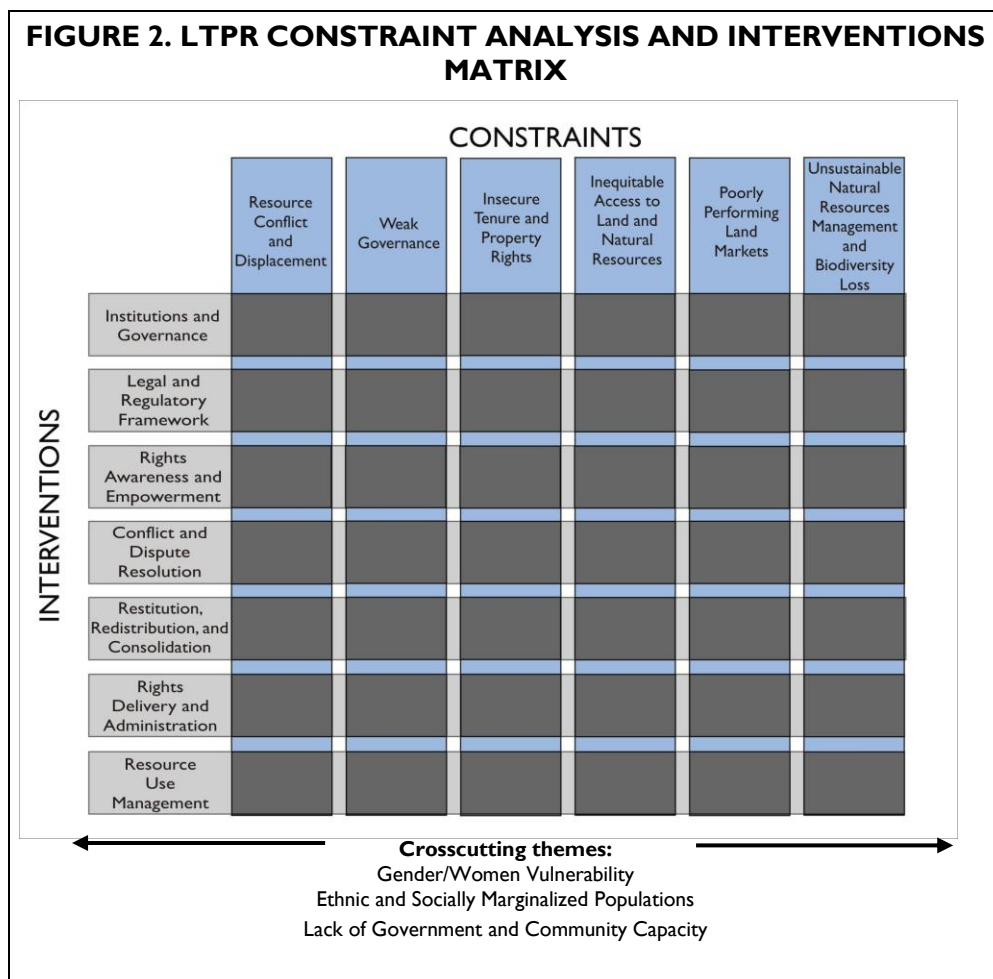 FIGURE 2. LTPR CONSTRAINT ANALYSIS AND INTERVENTIONS
MATRIX
CONSTRAINTS
Resource
Conflict
and
Displacement
Weak
Governance
Insecure
Tenure and
Property
Rights
Inequitable
Access to
Land and
Natural
Resources
Poorly
Performing
Land
Markets
Unsustainable
Natural
Resources
Management
and
Biodiversity
Loss
INTERVENTIONS
Institutions and
Governance
Legal and
Regulatory
Framework
Rights
Awareness and
Empowerment
Conflict and
Dispute
Resolution
Restitution,
Redistribution, and
Consolidation
Rights
Delivery and
Administration
Resource
Use
Management
Crosscutting themes:
Gender/Women Vulnerability
Ethnic and Socially Marginalized Populations
Lack of Government and Community Capacity